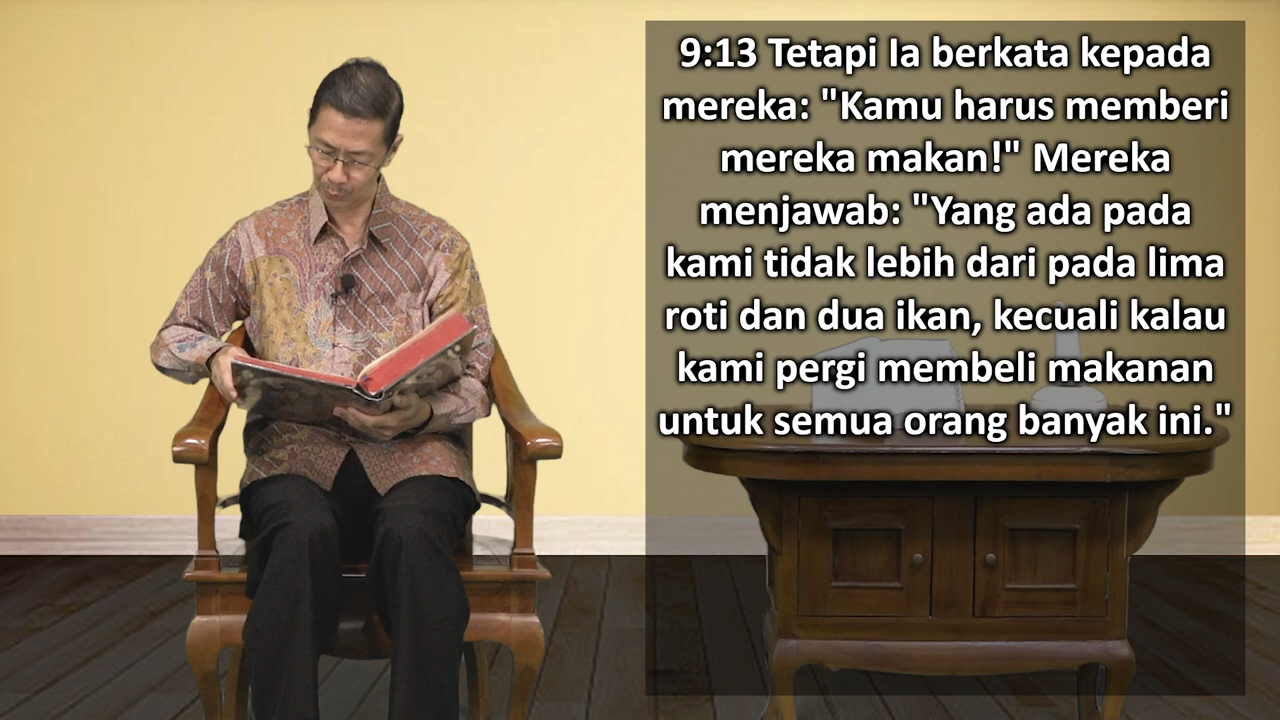 9:13 Tetapi Ia berkata kepada
mereka: "Kamu harus memberi
mereka makan!" Mereka
menjawab: "Yang ada pada
kami tidak lebih dari pada lima
roti dan dua ikan, kecuali kalau
kami pergi membeli makanan
untuk semua orang banyak ini."